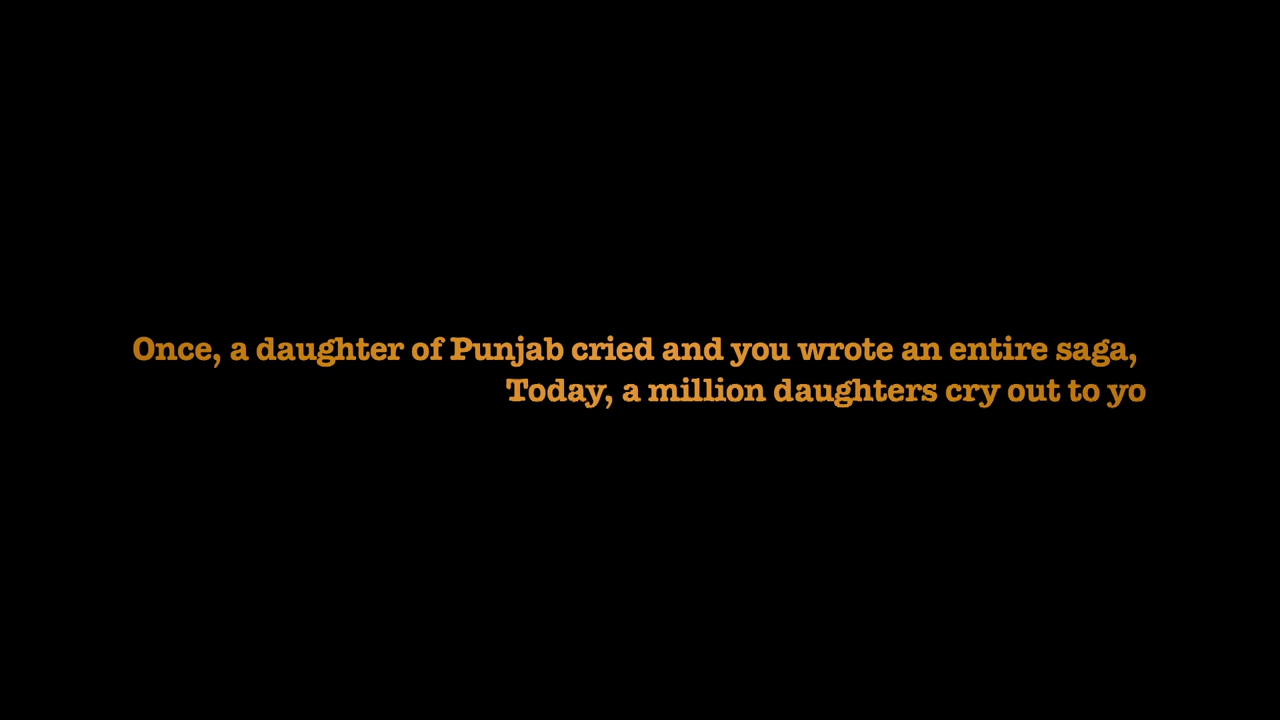 Once, a daughter of Punjab cried and you wrote an entire saga,
Today, a million daughters cry out to yo